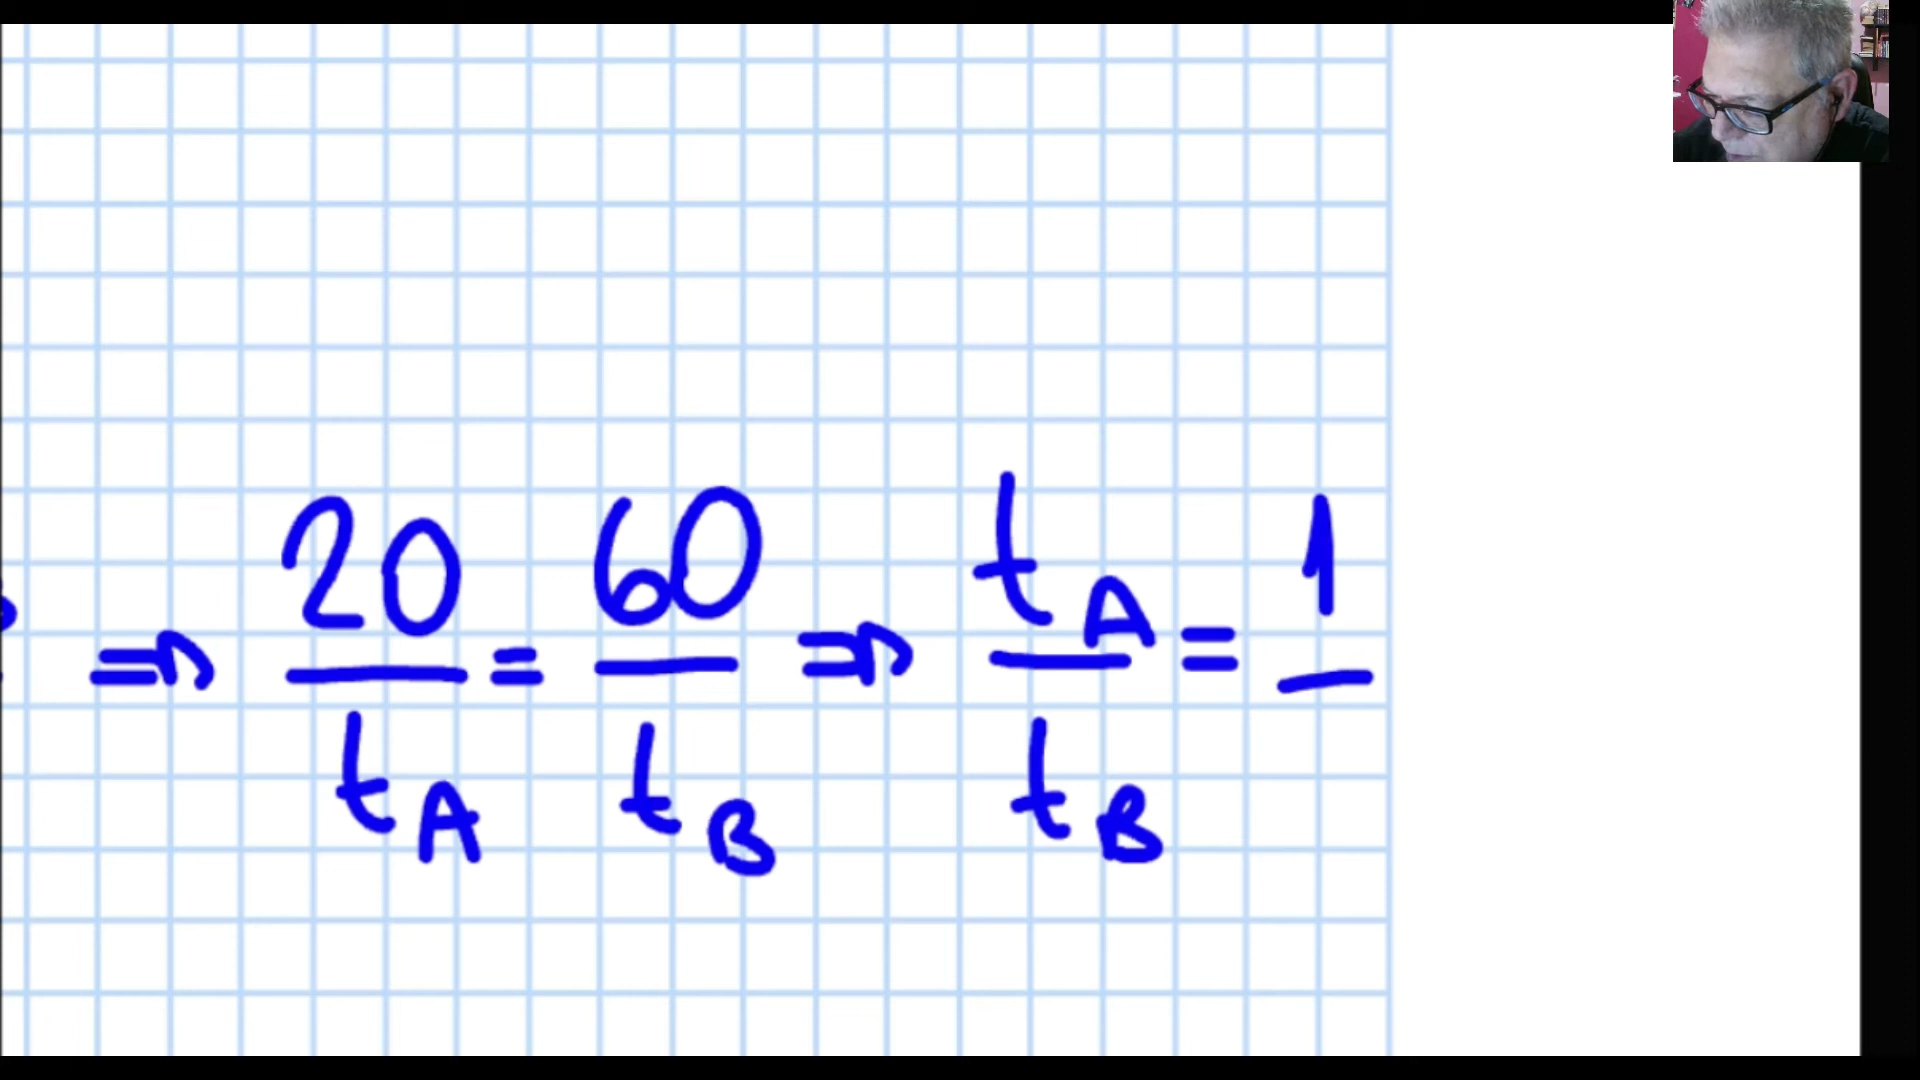 ⇒ 20/t_A = 60/t_B ⇒ t_A/t_B = 1/